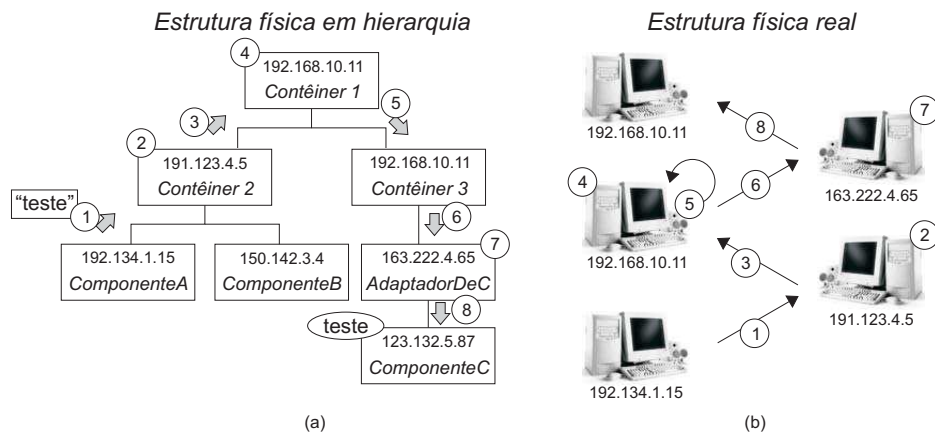 Estrutura física em hierarquia
4
192.168.10.11
Contêiner 1
3
5
2
191.123.4.5
Contêiner 2
192.168.10.11
Contêiner 3
“teste”
1
6
7
192.134.1.15
ComponenteA
150.142.3.4
ComponenteB
163.222.4.65
AdaptadorDeC
8
teste
123.132.5.87
ComponenteC
(a)
Estrutura física real
192.168.10.11
8
7
163.222.4.65
4
5
6
192.168.10.11
3
2
191.123.4.5
1
192.134.1.15
(b)